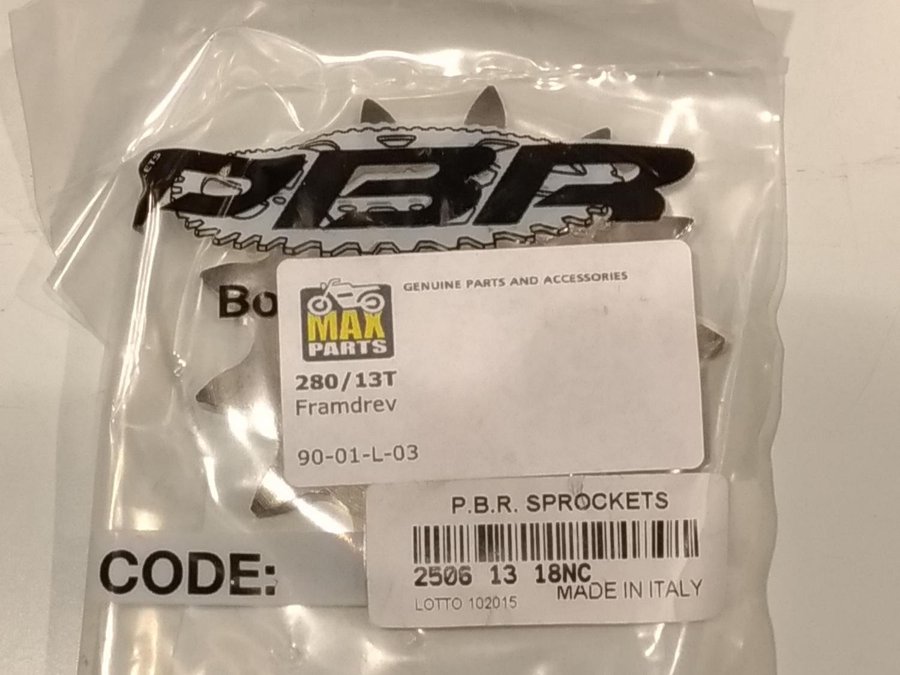 PBR
Bo
GENUINE PARTS AND ACCESSORIES
MAX
PARTS
280/13T
Framdrev
90-01-L-03
P.B.R. SPROCKETS
2506 13 18NC
MADE IN ITALY
LOTTO 102015
CODE: